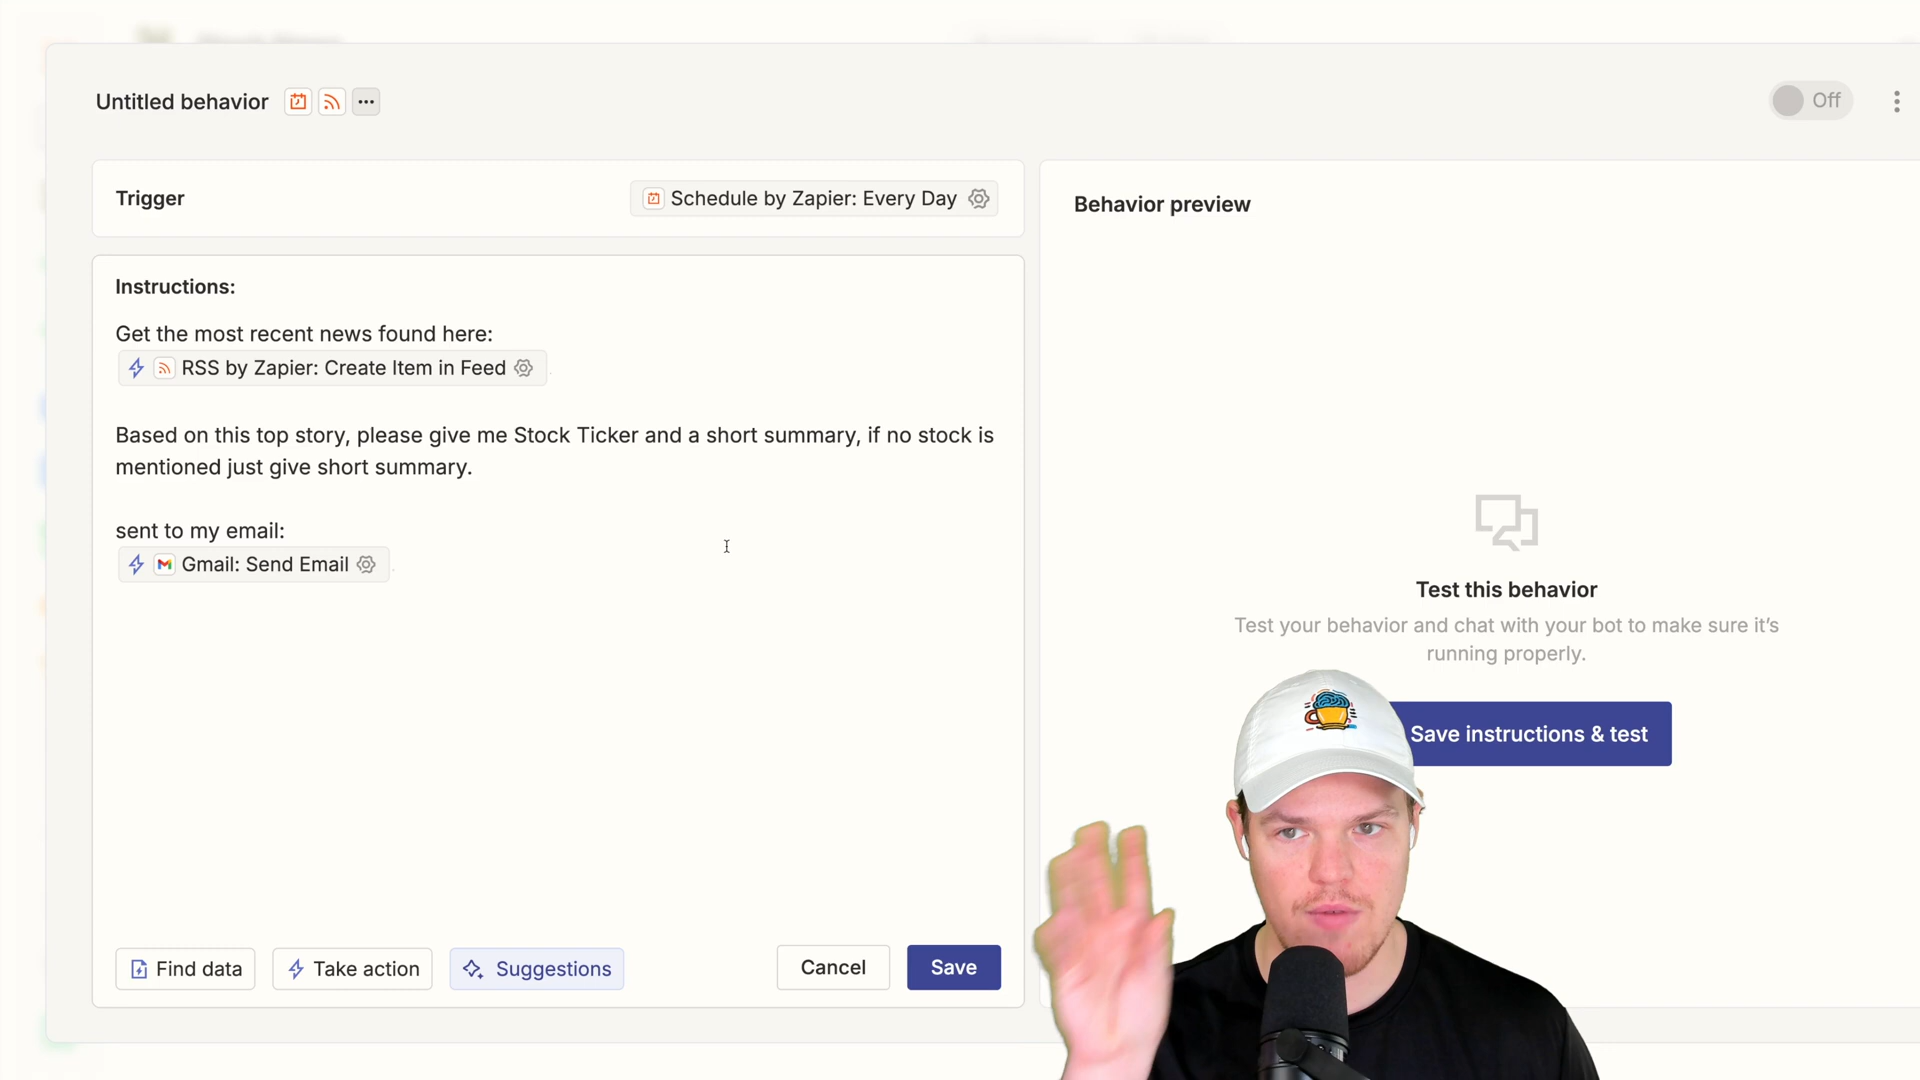 Untitled behavior
Off
Trigger
Schedule by Zapier: Every Day
Behavior preview
Instructions:
Get the most recent news found here:
RSS by Zapier: Create Item in Feed
.
Based on this top story, please give me Stock Ticker and a short summary, if no stock is
mentioned just give short summary.
sent to my email:
Gmail: Send Email
.
Test this behavior
Test your behavior and chat with your bot to make sure it's
running properly.
Save instructions & test
Find data
Take action
Suggestions
Cancel
Save